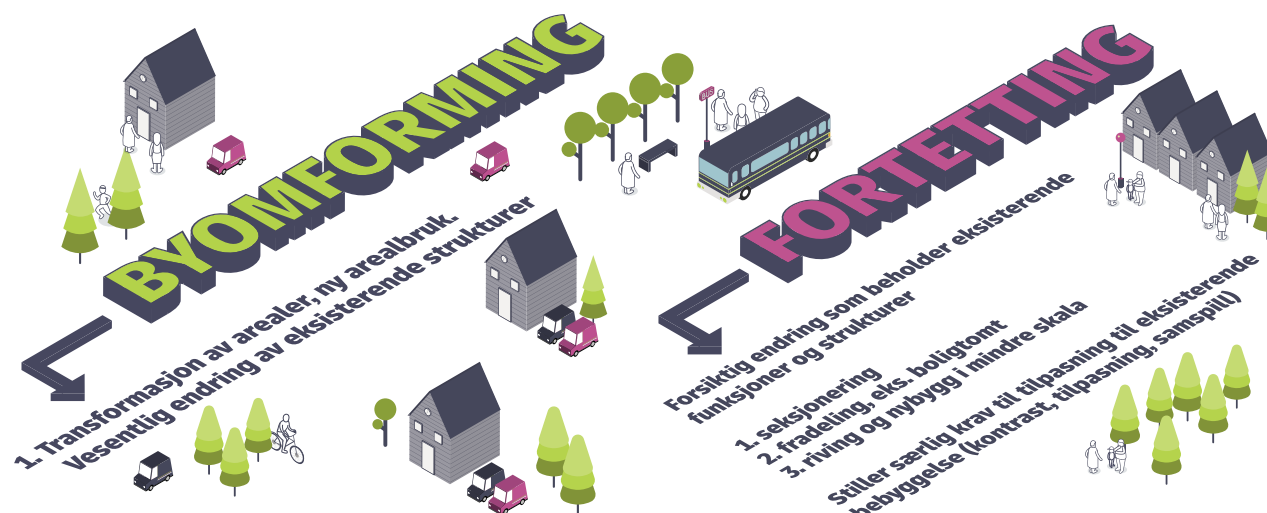 BYOMFORMING
1. Transformasjon av arealer, ny arealbruk.
Vesentlig endring av eksisterende strukturer
BUS
FORTETTING
Forsiktig endring som beholder eksisterende
funksjoner og strukturer
1. seksjonering
2. fradeling, eks. boligtomt
3. riving og nybygg i mindre skala
Stiller særlig krav til tilpasning til eksisterende
bebyggelse (kontrast, tilpasning, samspill)